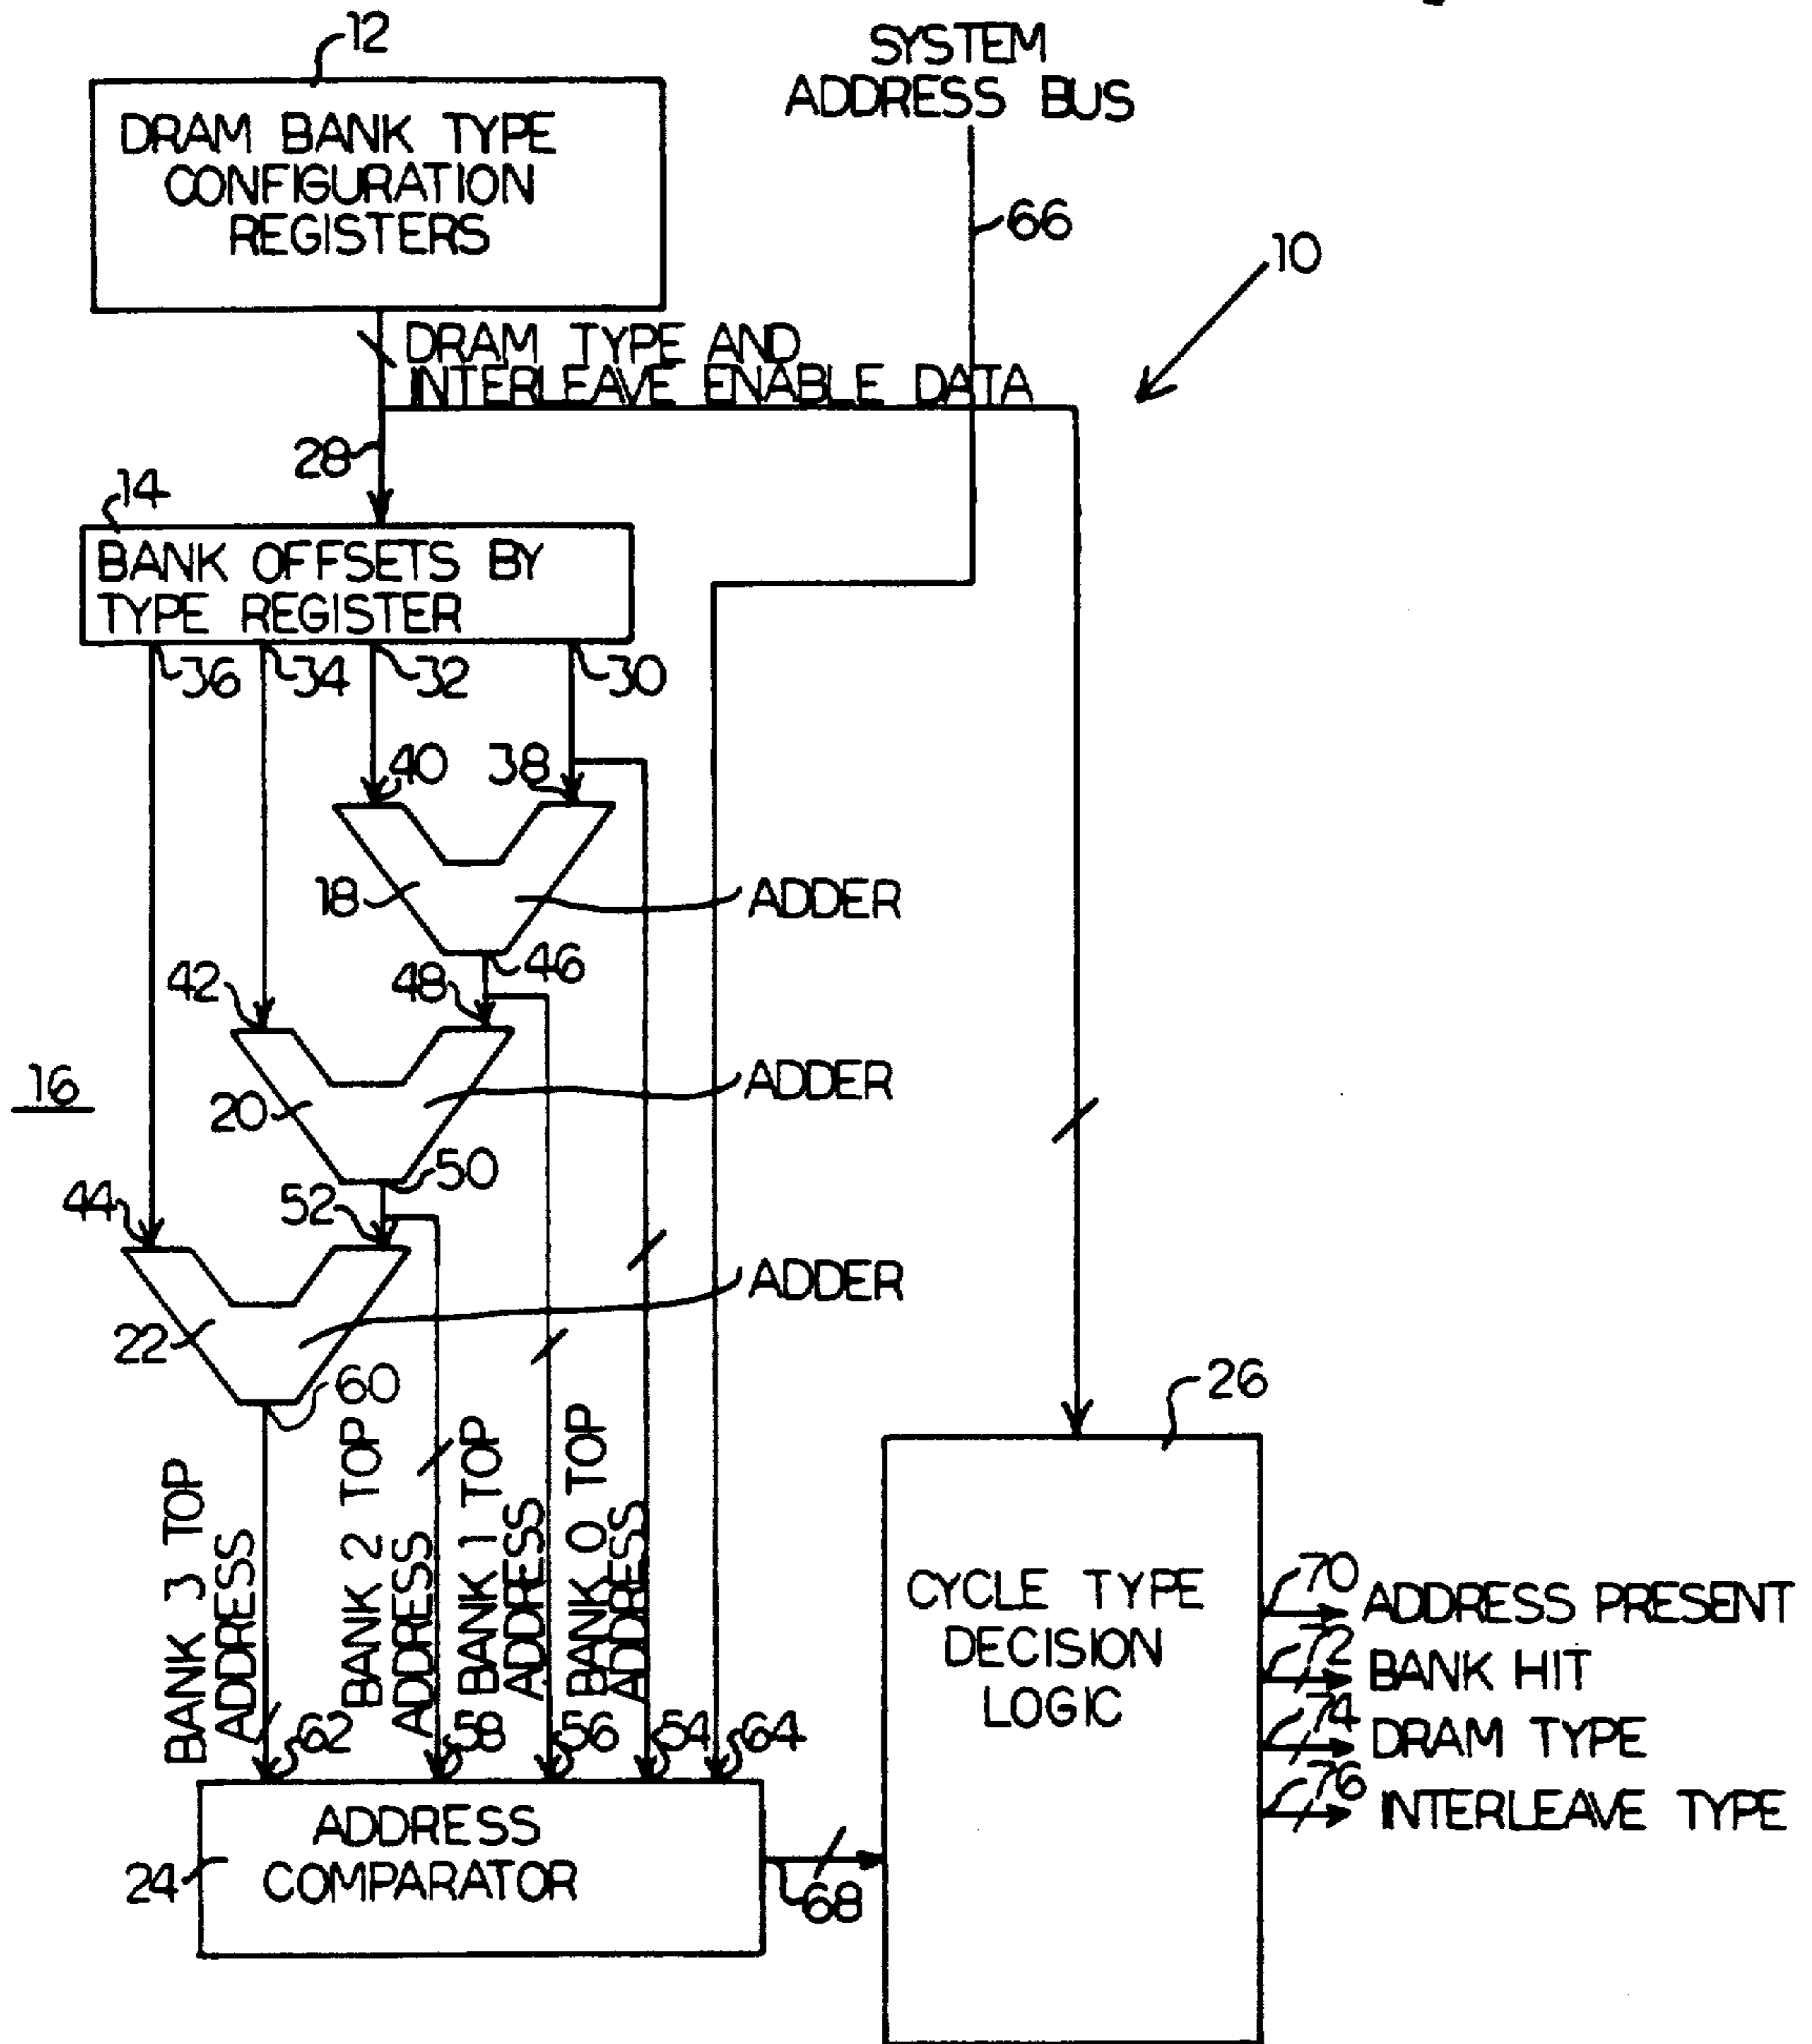 12
SYSTEM
ADDRESS BUS
DRAM BANK TYPE
CONFIGURATION
REGISTERS
66
10
DRAM TYPE AND
INTERLEAVE ENABLE DATA
28
14
BANK OFFSETS BY
TYPE REGISTER
36
34
32
30
40
38
18
ADDER
46
42
48
16
20
ADDER
50
44
52
22
ADDER
60
26
BANK 3 TOP
ADDRESS
BANK 2 TOP
ADDRESS
BANK 1 TOP
ADDRESS
BANK 0 TOP
ADDRESS
62
58
56
54
64
CYCLE TYPE
DECISION
LOGIC
70
ADDRESS PRESENT
72
BANK HIT
74
DRAM TYPE
76
INTERLEAVE TYPE
ADDRESS
COMPARATOR
24
68